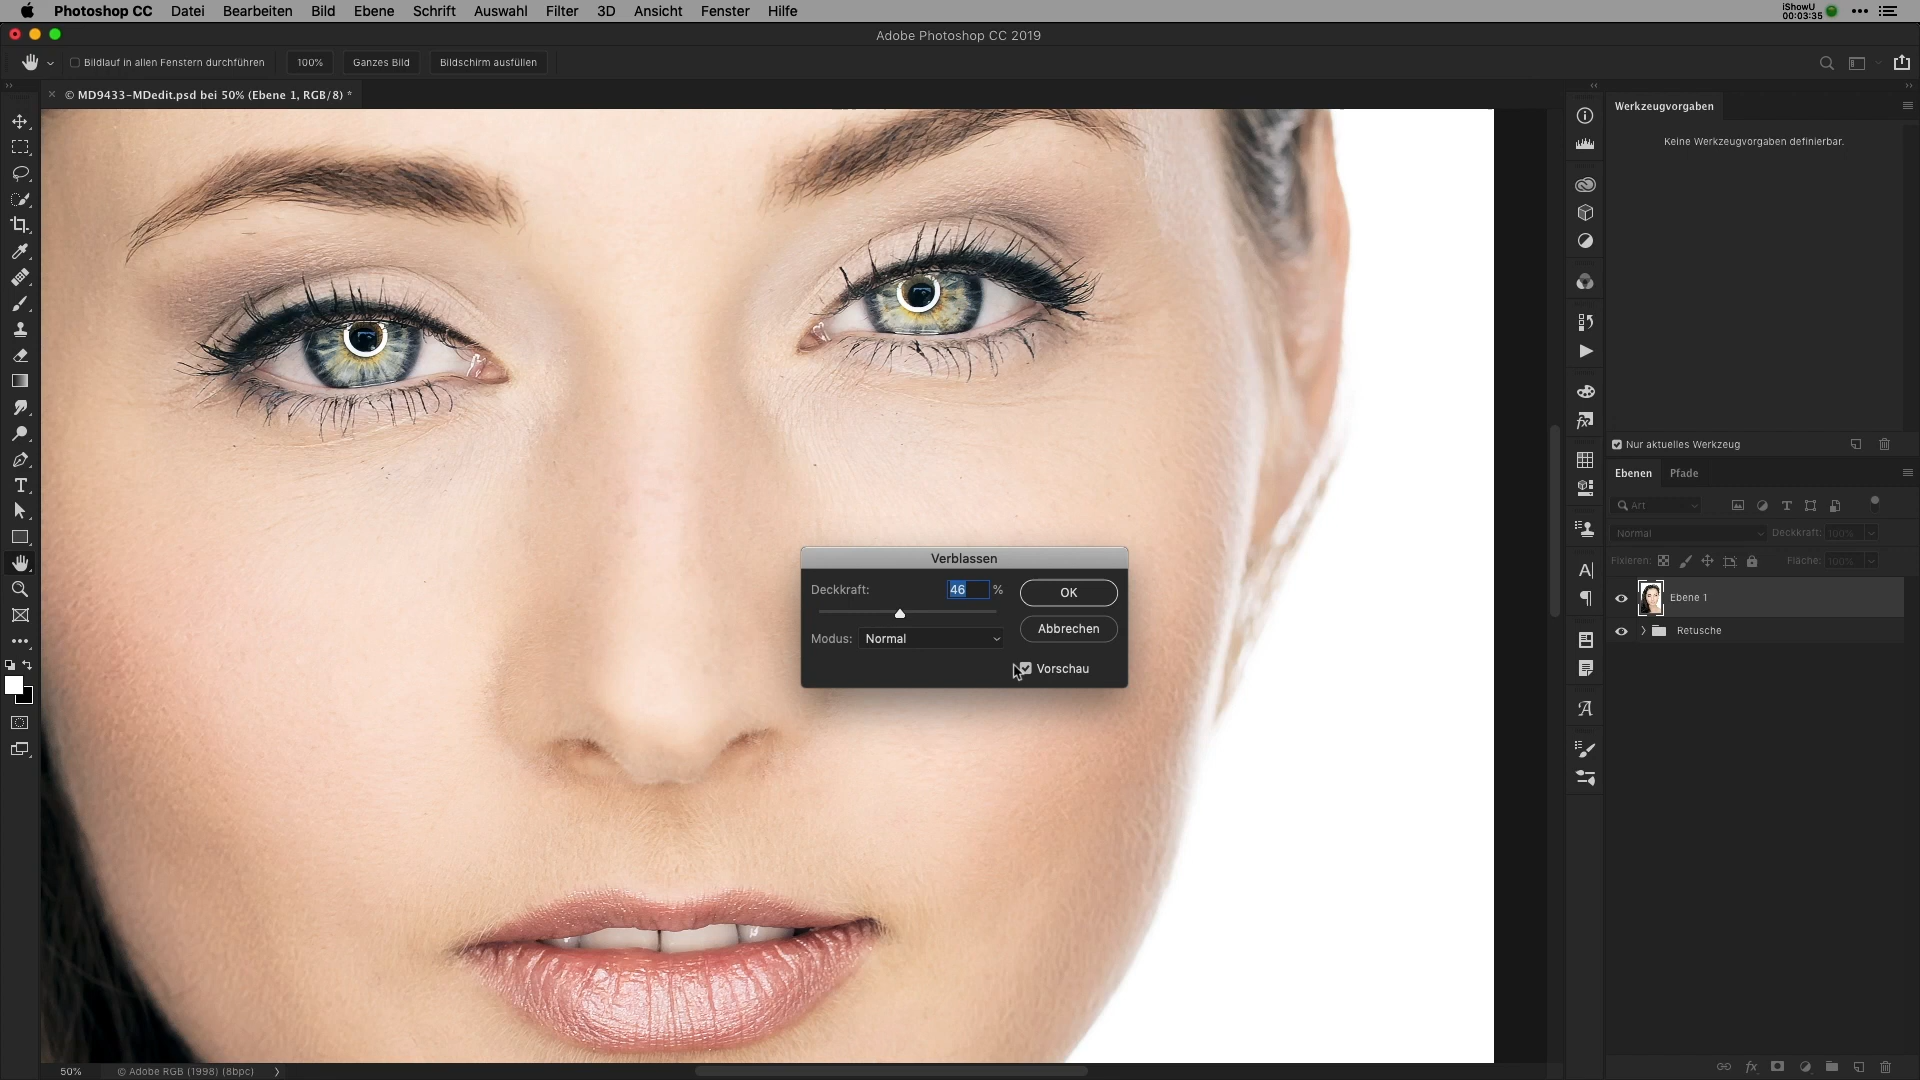 Photoshop CC Datei Bearbeiten Bild Ebene Schrift Auswahl Filter 3D Ansicht Fenster Hilfe
iShowU
00:03:35
Adobe Photoshop CC 2019
Bildlauf in allen Fenstern durchführen 100% Ganzes Bild Bildschirm ausfüllen
© MD9433-MDedit.psd bei 50% (Ebene 1, RGB/8) *
Werkzeugvorgaben
Keine Werkzeugvorgaben definierbar.
Nur aktuelles Werkzeug
Ebenen Pfade
Art
Normal Deckkraft: 100%
Fixieren: Fläche: 100%
Ebene 1
Retusche
Verblassen
Deckkraft: 46 % OK
Abbrechen
Modus: Normal
Vorschau
50% © Adobe RGB (1998) (8bpc)